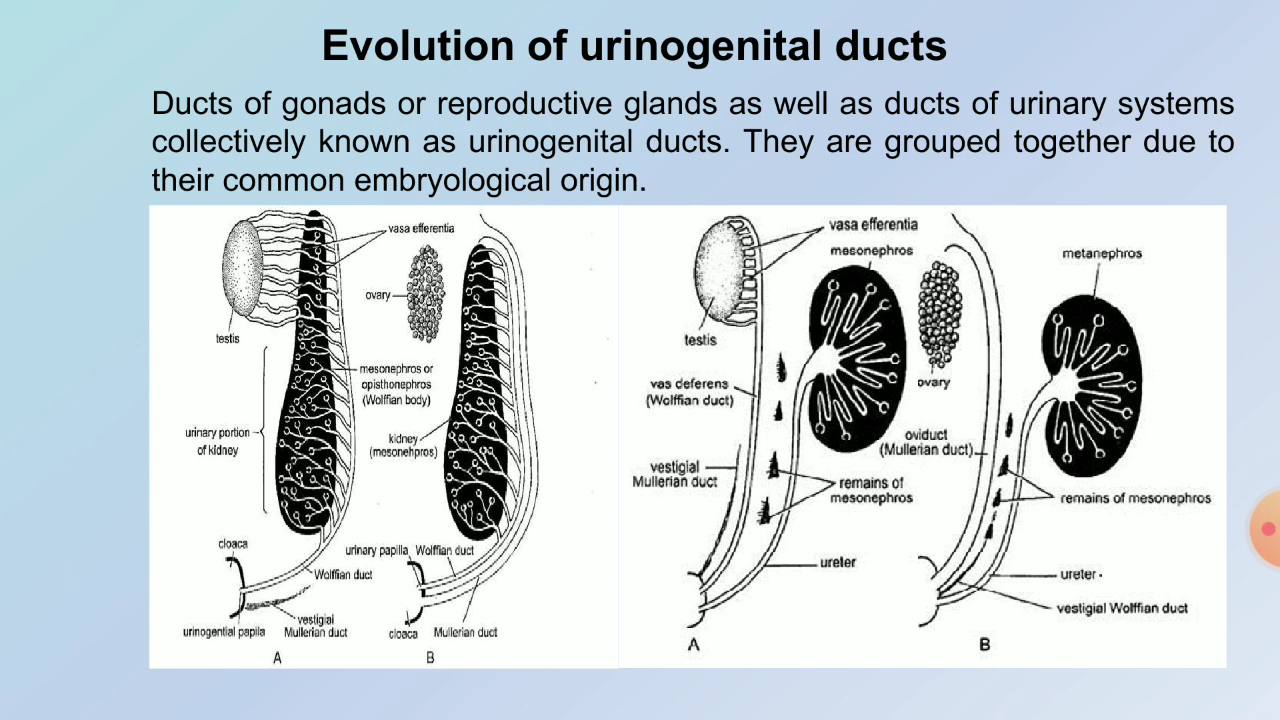 Evolution of urinogenital ducts
Ducts of gonads or reproductive glands as well as ducts of urinary systems
collectively known as urinogenital ducts. They are grouped together due to
their common embryological origin.
vasa efferentia
ovary
testis
mesonephros or
opisthonephros
(Wolffian body)
urinary portion
of kidney
kidney
(mesonehpros)
cloaca
urinary papilla
Wolffian duct
Wolffian duct
vestigial
Mullerian duct
urinogential papila
cloaca
Mullerian duct
A
B
vasa efferentia
mesonephros
metanephros
testis
ovary
vas deferens
(Wolffian duct)
oviduct
(Mullerian duct)
vestigial
Mullerian duct
remains of
mesonephros
remains of mesonephros
ureter
ureter
vestigial Wolffian duct
A
B